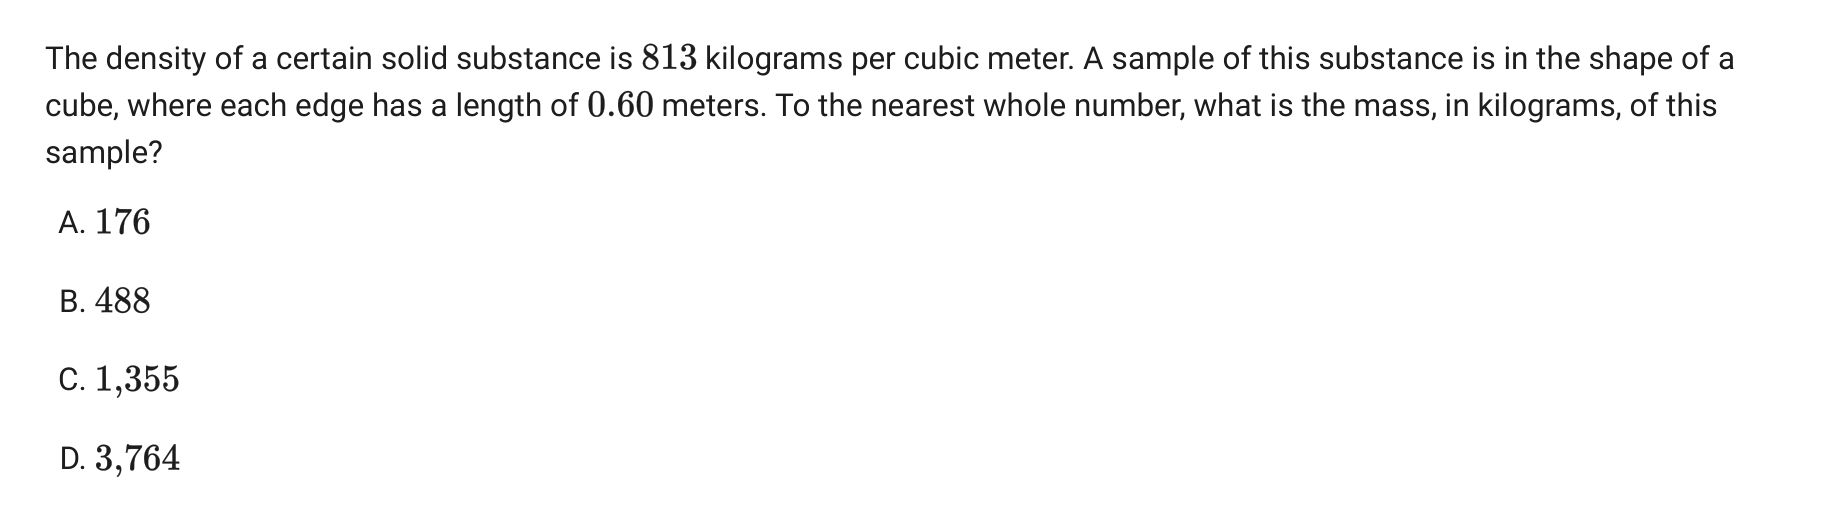 The density of a certain solid substance is 813 kilograms per cubic meter. A sample of this substance is in the shape of a
cube, where each edge has a length of 0.60 meters. To the nearest whole number, what is the mass, in kilograms, of this
sample?
A. 176
B. 488
C. 1,355
D. 3,764